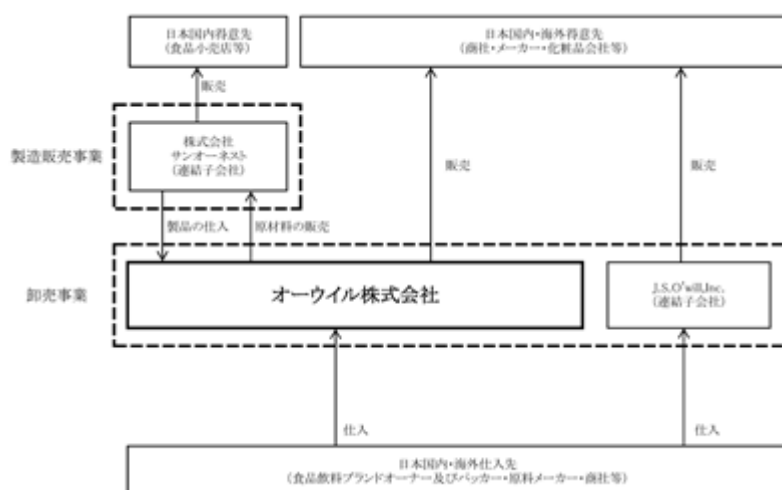 日本国内得意先
(食品小売店等)
日本国内・海外得意先
(商社・メーカー・化粧品会社等)
販売
製造販売事業
株式会社
サンオーネスト
(連結子会社)
販売
販売
製品の仕入
原材料の販売
卸売事業
オーウイル株式会社
J.S.O'will,Inc.
(連結子会社)
仕入
仕入
日本国内・海外仕入先
(食品飲料ブランドオーナー及びパッカー・原料メーカー・商社等)